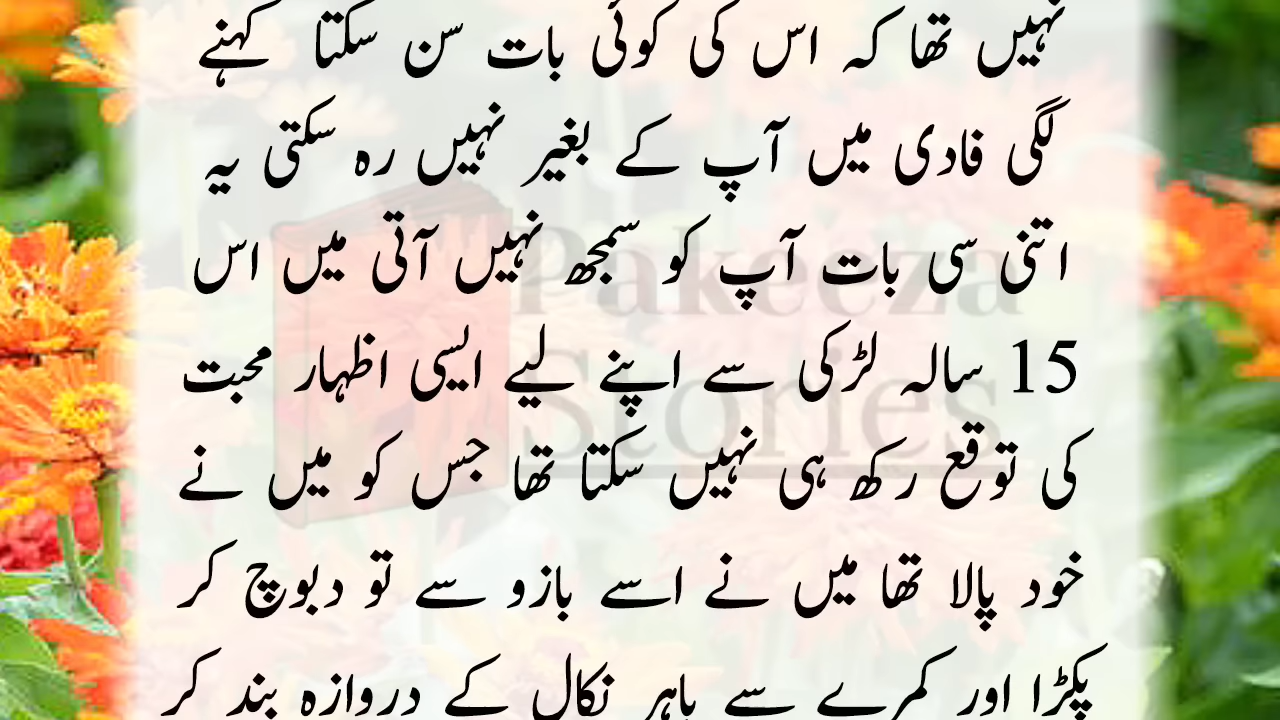 نہیں تھا کہ اس کی کوئی بات سن سکتا کہنے
لگی فادی میں آپ کے بغیر نہیں رہ سکتی یہ
اتنی سی بات آپ کو سمجھ نہیں آتی میں اس
15 سالہ لڑکی سے اپنے لیے ایسی اظہار محبت
کی توقع رکھ ہی نہیں سکتا تھا جس کو میں نے
خود پالا تھا میں نے اسے بازو سے تو دبوچ کر
پکڑا اور کمرے سے باہر نکال کے دروازہ بند کر
Pakeeza
Stories